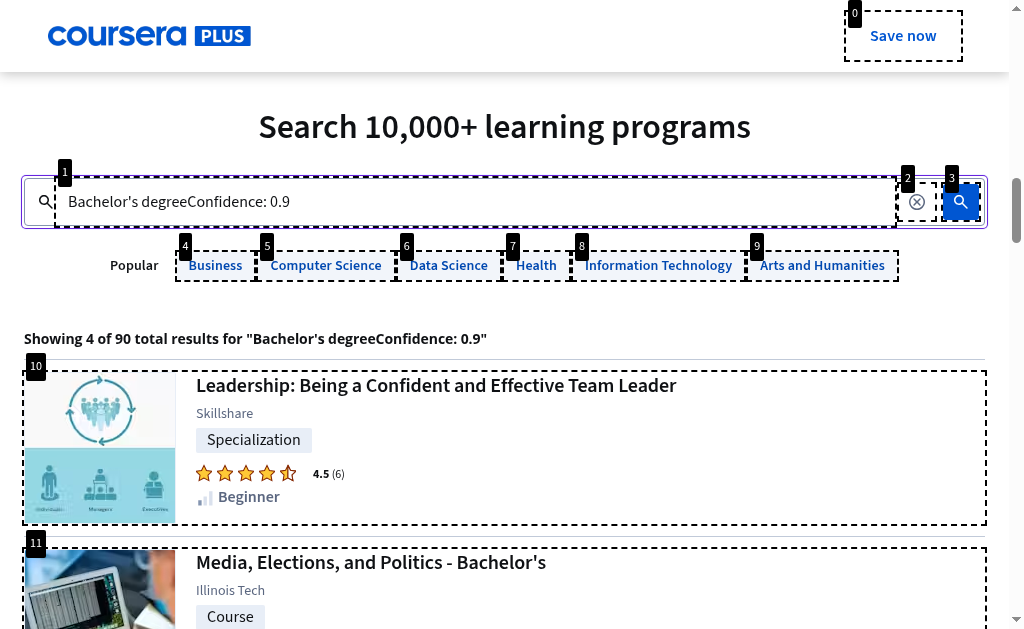 coursera PLUS
0
Save now
Search 10,000+ learning programs
1
2
3
Bachelor's degreeConfidence: 0.9
4
5
6
7
8
9
Popular
Business
Computer Science
Data Science
Health
Information Technology
Arts and Humanities
Showing 4 of 90 total results for "Bachelor's degreeConfidence: 0.9"
10
Leadership: Being a Confident and Effective Team Leader
Skillshare
Specialization
4.5 (6)
Beginner
Individuals
Managers
Executives
11
Media, Elections, and Politics - Bachelor's
Illinois Tech
Course